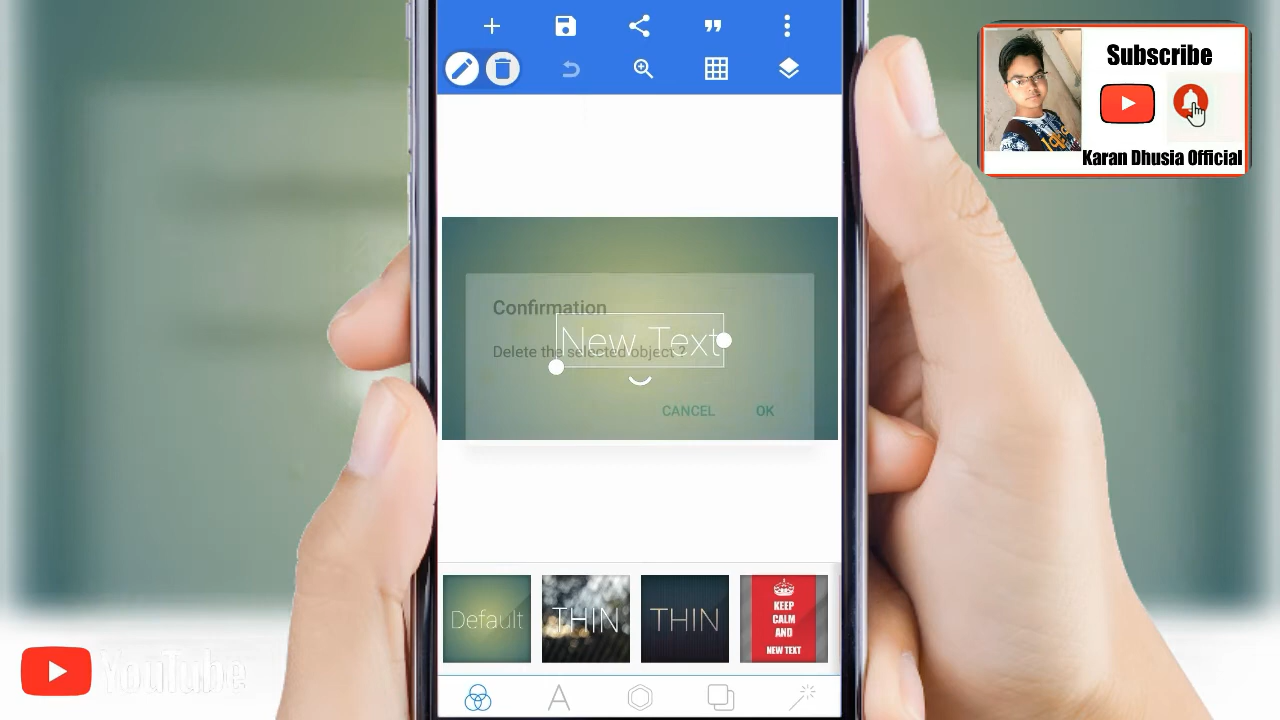 Subscribe
Karan Dhusia Official
Confirmation
New Text
Delete the selected object ?
CANCEL OK
Default
THIN
THIN
KEEP
CALM
AND
NEW TEXT
A
YouTube